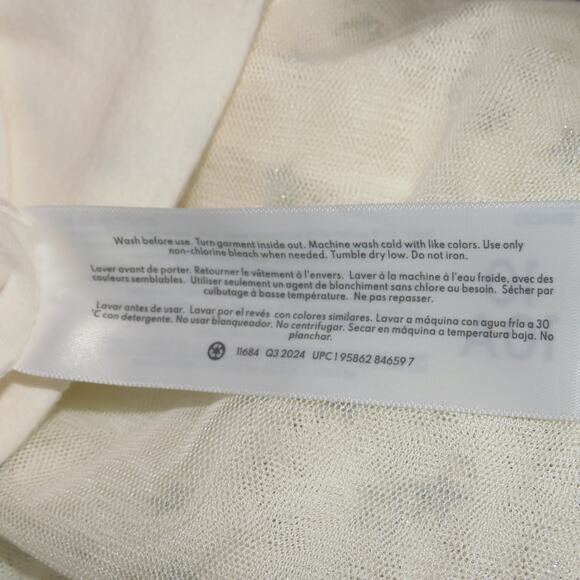 Wash before use. Turn garment inside out. Machine wash cold with like colors. Use only
non-chlorine bleach when needed. Tumble dry low. Do not iron.
Laver avant de porter. Retourner le vêtement à l'envers. Laver à la machine à l'eau froide, avec des
couleurs semblables. Utiliser seulement un agent de blanchiment sans chlore au besoin. Sécher par
culbutage à basse température. Ne pas repasser.
Lavar antes de usar. Lavar por el revés con colores similares. Lavar a máquina con agua fría a 30
°C con detergente. No usar blanqueador. No centrifugar. Secar en máquina a temperatura baja. No
planchar.
11684 Q3 2024 UPC 1 95862 84659 7